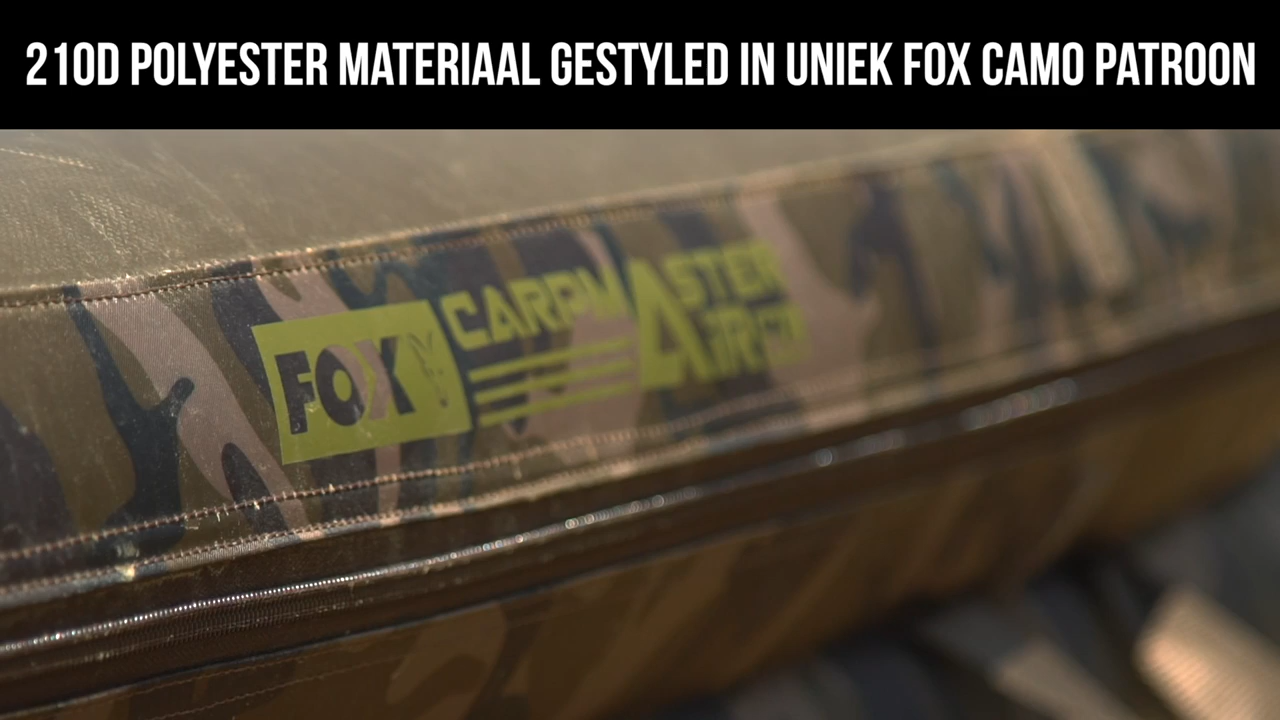 210D POLYESTER MATERIAAL GESTYLED IN UNIEK FOX CAMO PATROON
FOX
CARPMASTER
AIR